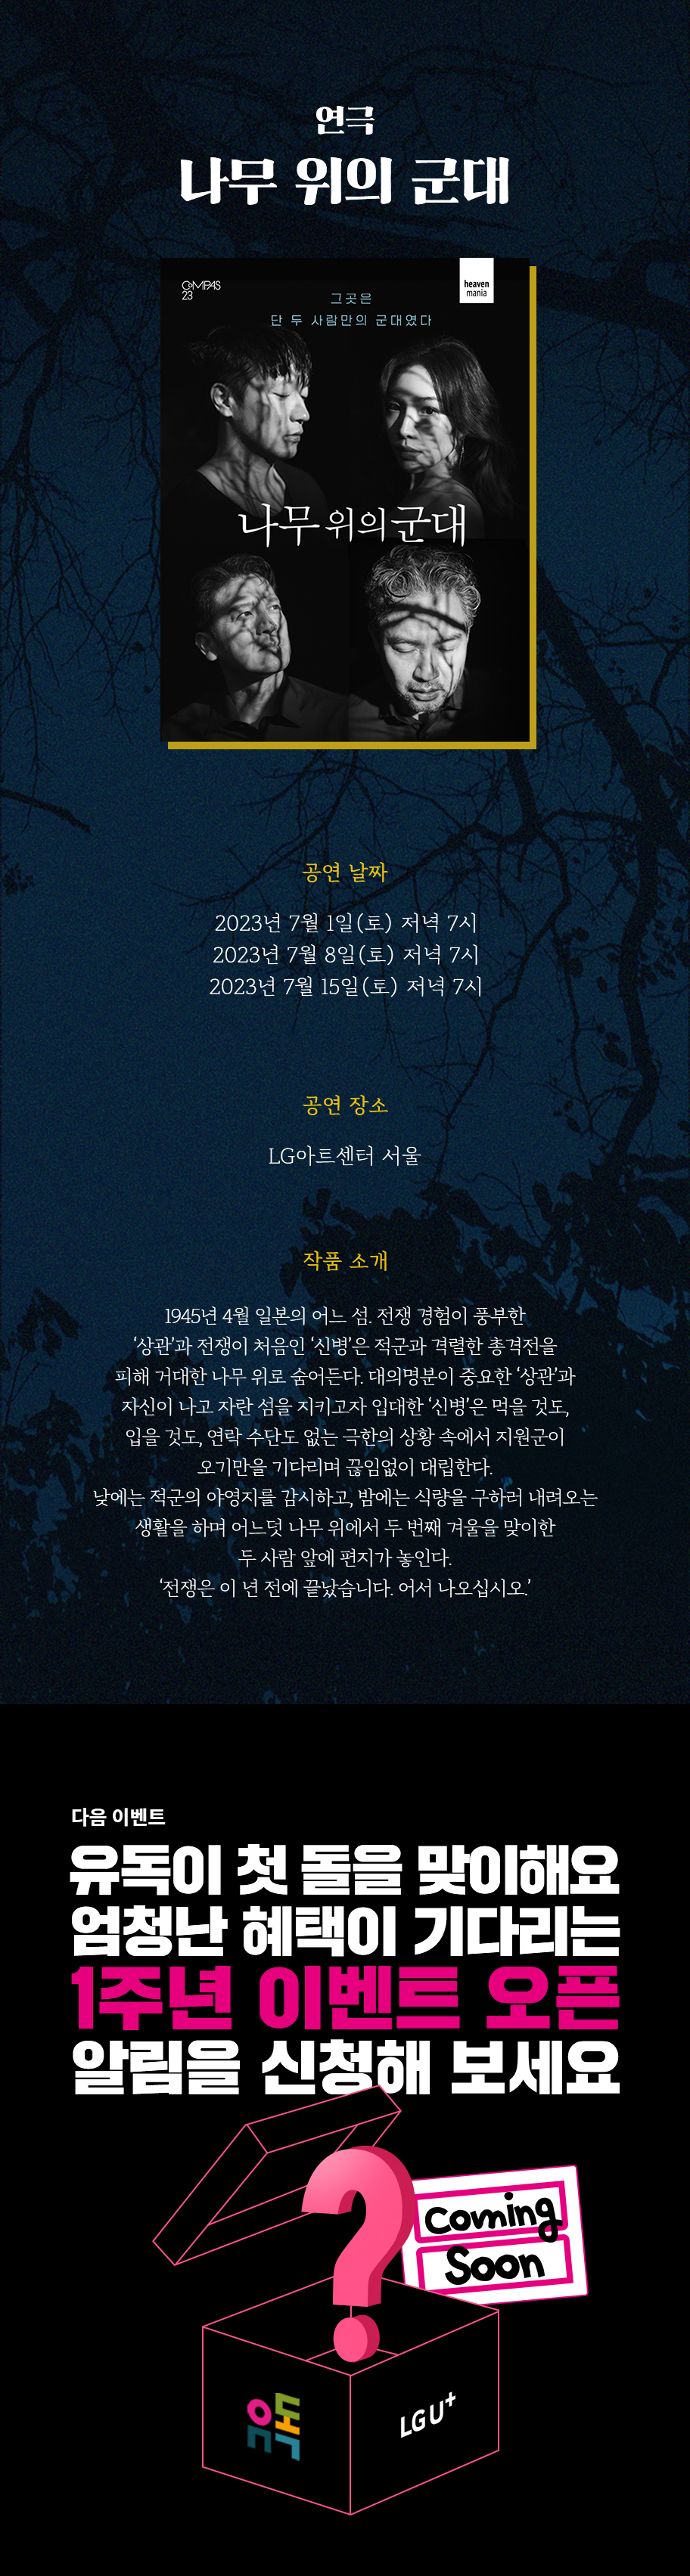 연극
나무 위의 군대
COMPAS
23
heaven
mania
그곳은
단 두 사람만의 군대였다
나무 위의 군대
공연 날짜
2023년 7월 1일(토) 저녁 7시
2023년 7월 8일(토) 저녁 7시
2023년 7월 15일(토) 저녁 7시
공연 장소
LG아트센터 서울
작품 소개
1945년 4월 일본의 어느 섬. 전쟁 경험이 풍부한
‘상관’과 전쟁이 처음인 ‘신병’은 적군과 격렬한 총격전을
피해 거대한 나무 위로 숨어든다. 대의명분이 중요한 ‘상관’과
자신이 나고 자란 섬을 지키고자 입대한 ‘신병’은 먹을 것도,
입을 것도, 연락 수단도 없는 극한의 상황 속에서 지원군이
오기만을 기다리며 끊임없이 대립한다.
낮에는 적군의 야영지를 감시하고, 밤에는 식량을 구하러 내려오는
생활을 하며 어느덧 나무 위에서 두 번째 겨울을 맞이한
두 사람 앞에 편지가 놓인다.
‘전쟁은 이 년 전에 끝났습니다. 어서 나오십시오.’
다음 이벤트
유독이 첫 돌을 맞이해요
엄청난 혜택이 기다리는
1주년 이벤트 오픈
알림을 신청해 보세요
?
Coming
Soon
유독
LG U+